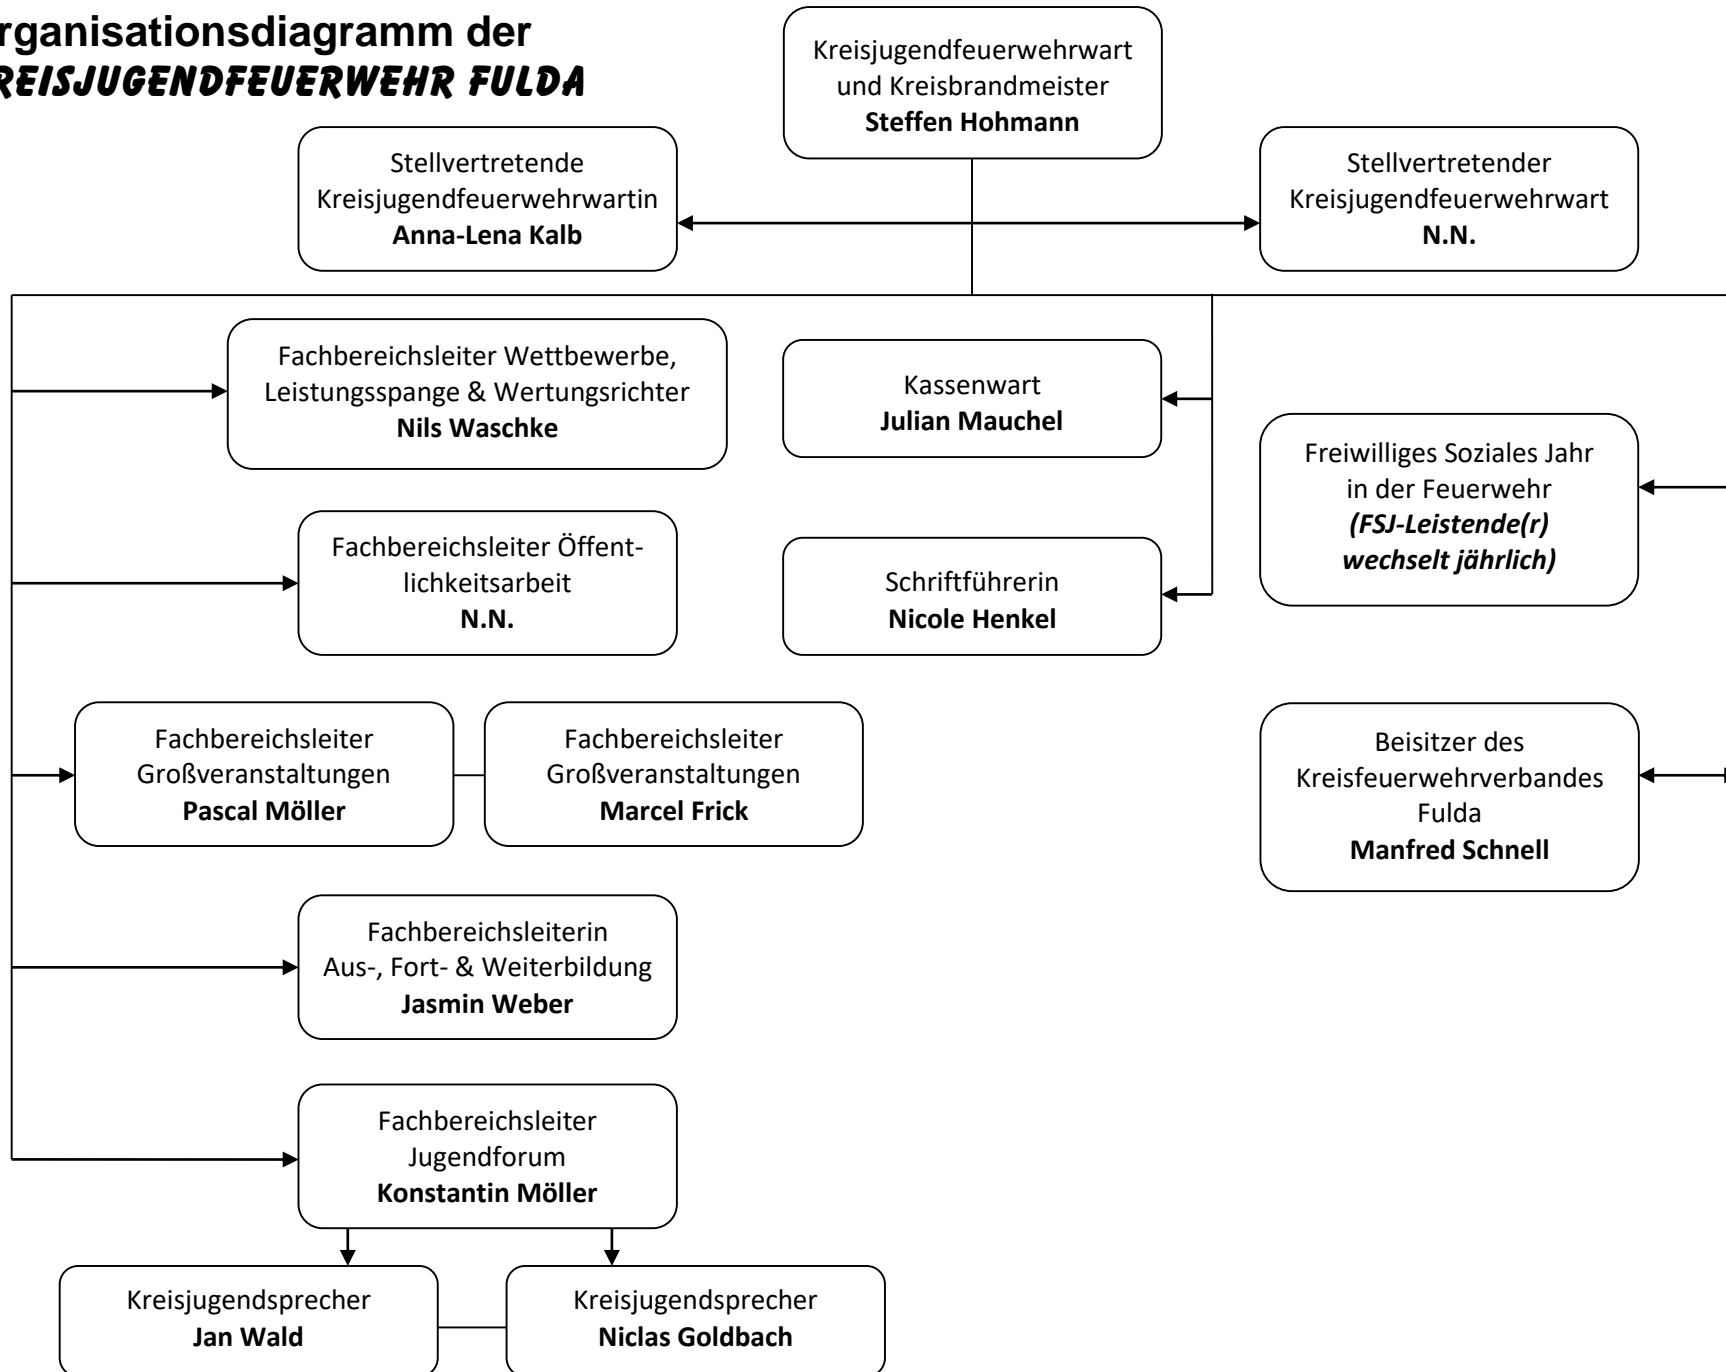 rganisationsdiagramm der
REISJUGENDFEUERWEHR FULDA
Kreisjugendfeuerwehrwart
und Kreisbrandmeister
Steffen Hohmann
Stellvertretende
Kreisjugendfeuerwehrwartin
Anna-Lena Kalb
Stellvertretender
Kreisjugendfeuerwehrwart
N.N.
Fachbereichsleiter Wettbewerbe,
Leistungsspange & Wertungsrichter
Nils Waschke
Kassenwart
Julian Mauchel
Freiwilliges Soziales Jahr
in der Feuerwehr
(FSJ-Leistende(r)
wechselt jährlich)
Fachbereichsleiter Öffent-
lichkeitsarbeit
N.N.
Schriftführerin
Nicole Henkel
Fachbereichsleiter
Großveranstaltungen
Pascal Möller
Fachbereichsleiter
Großveranstaltungen
Marcel Frick
Beisitzer des
Kreisfeuerwehrverbandes
Fulda
Manfred Schnell
Fachbereichsleiterin
Aus-, Fort- & Weiterbildung
Jasmin Weber
Fachbereichsleiter
Jugendforum
Konstantin Möller
Kreisjugendsprecher
Jan Wald
Kreisjugendsprecher
Niclas Goldbach